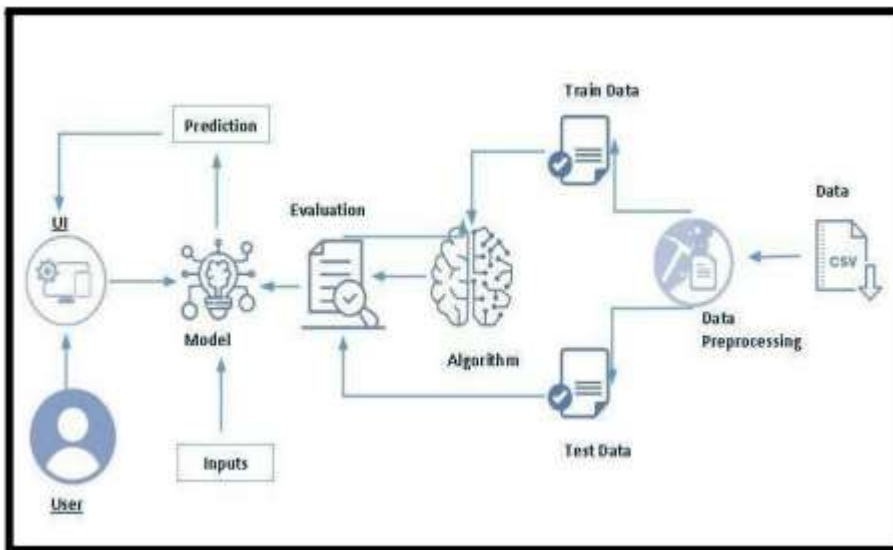 Train Data
Prediction
Data
UI
Evaluation
CSV
Model
Algorithm
Data
Preprocessing
Inputs
Test Data
User